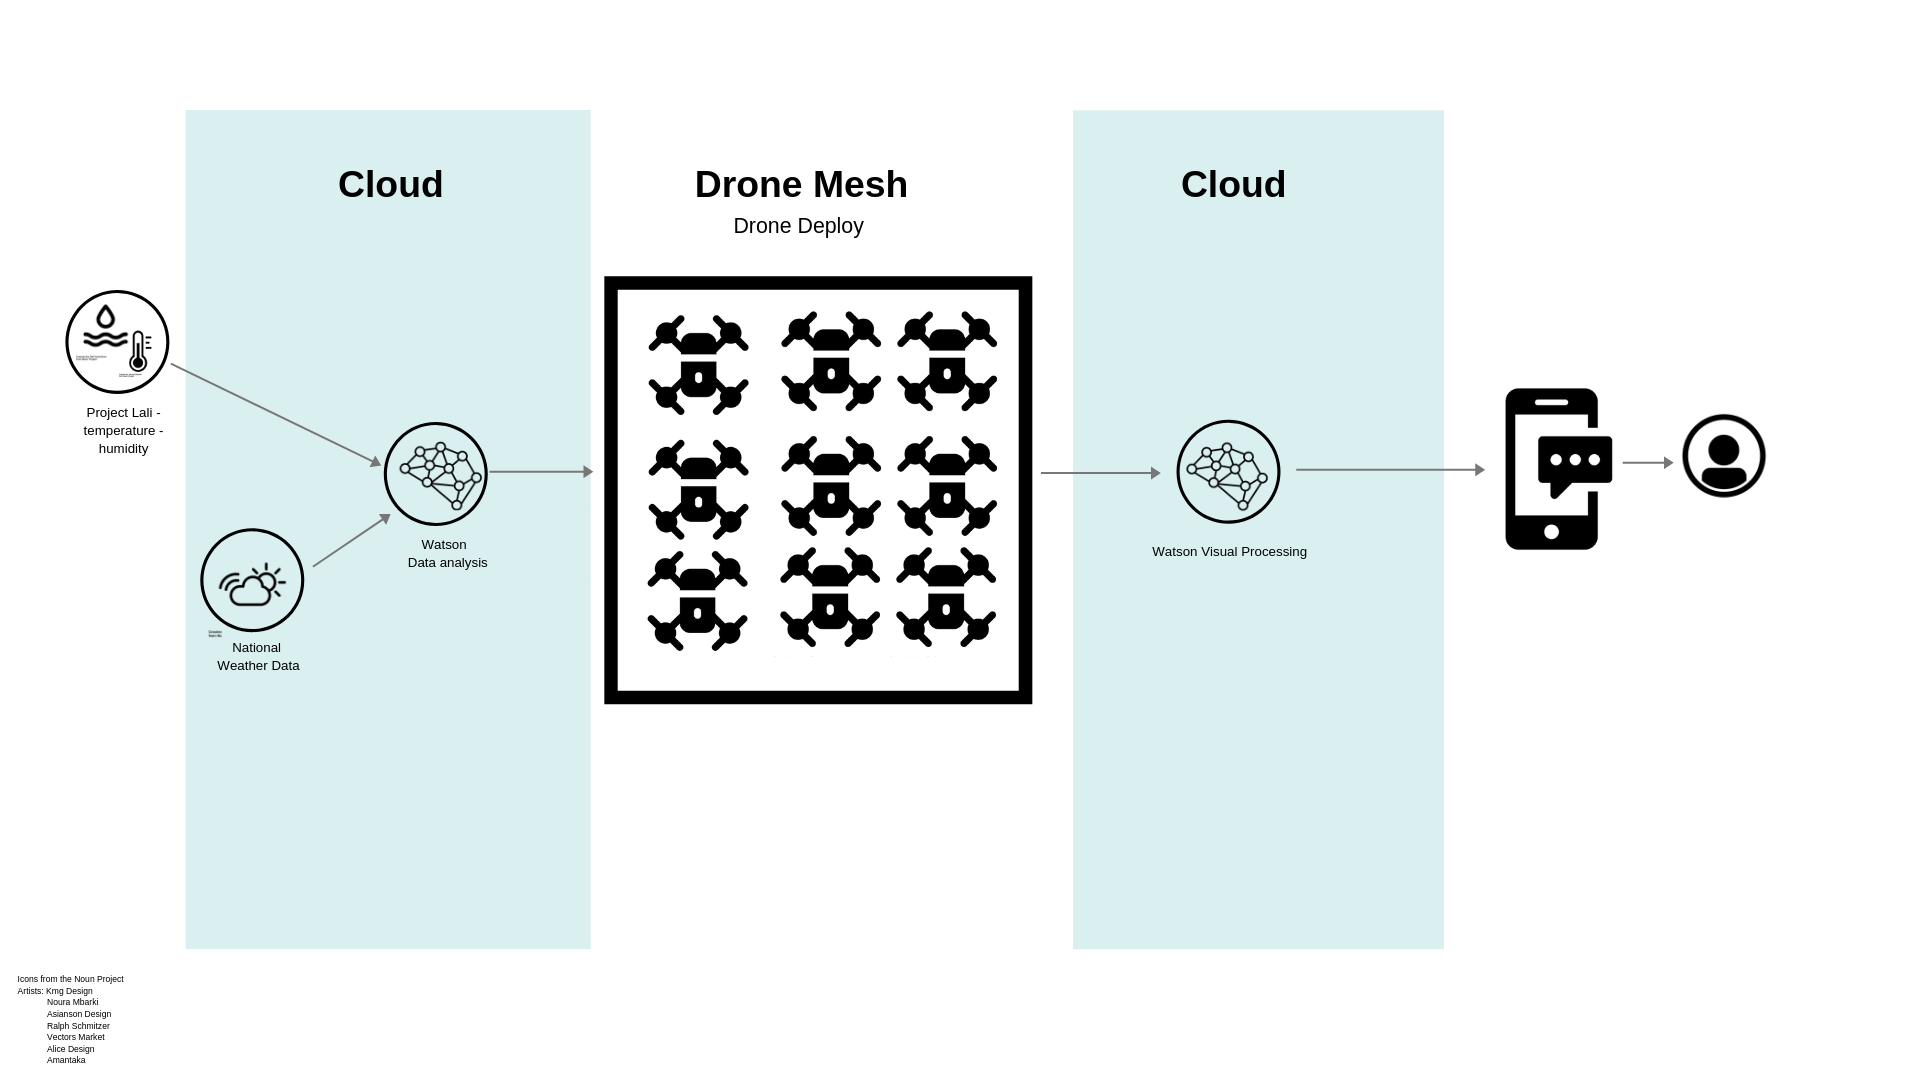 Cloud
Drone Mesh
Drone Deploy
Cloud
Project Lali -
temperature -
humidity
Watson
Data analysis
National
Weather Data
Watson Visual Processing
Icons from the Noun Project
Artists: Kmg Design
Noura Mbarki
Asianson Design
Ralph Schmitzer
Vectors Market
Alice Design
Amantaka